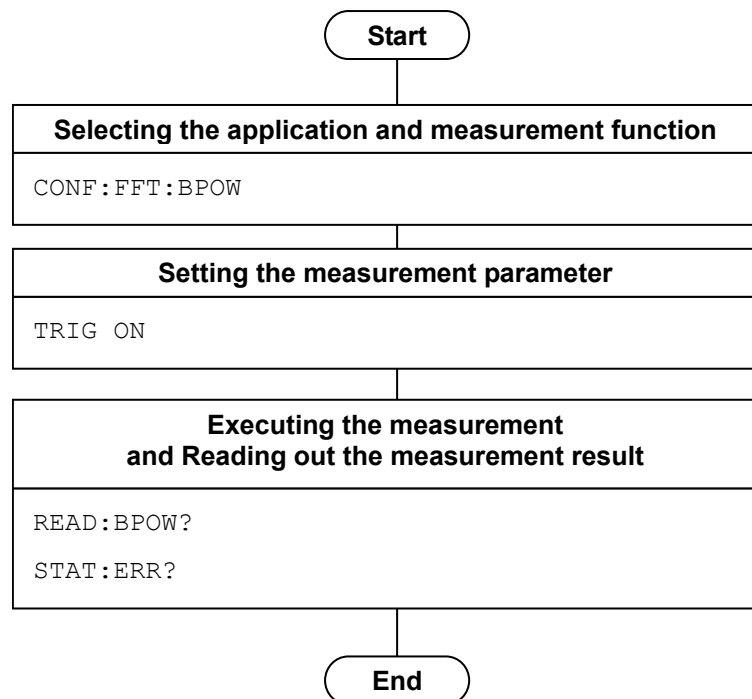 Start
Selecting the application and measurement function
CONF:FFT:BPOW
Setting the measurement parameter
TRIG ON
Executing the measurement
and Reading out the measurement result
READ:BPOW?
STAT:ERR?
End